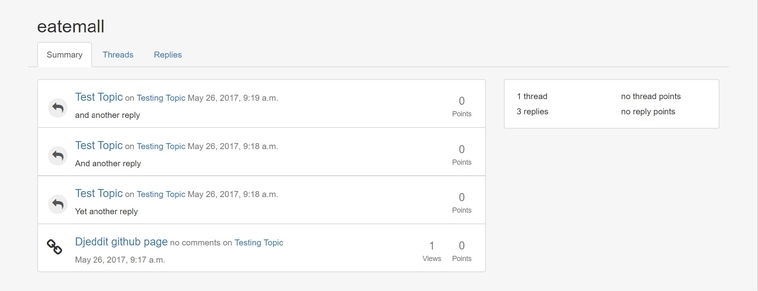 eatemall
Summary Threads Replies
Test Topic on Testing Topic May 26, 2017, 9:19 a.m.
and another reply
0
Points
Test Topic on Testing Topic May 26, 2017, 9:18 a.m.
And another reply
0
Points
Test Topic on Testing Topic May 26, 2017, 9:18 a.m.
Yet another reply
0
Points
Djeddit github page no comments on Testing Topic
May 26, 2017, 9:17 a.m.
1 0
Views Points
1 thread no thread points
3 replies no reply points